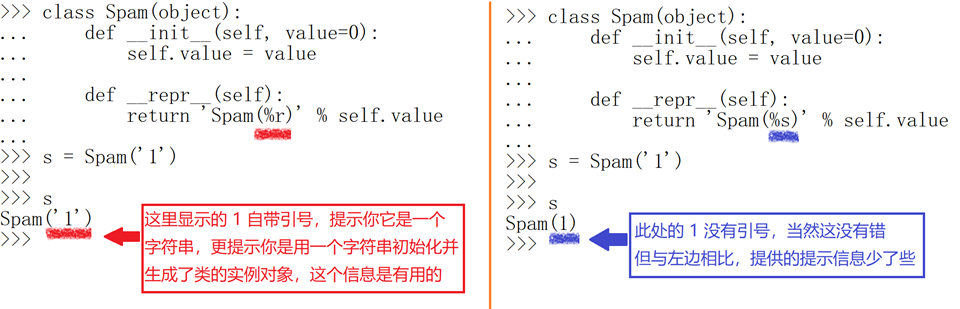 >>> class Spam(object):
...     def __init__(self, value=0):
...         self.value = value
...
...     def __repr__(self):
...         return 'Spam(%r)' % self.value
...
>>> s = Spam('1')
>>>
>>> s
Spam('1')
>>>
这里显示的 1 自带引号，提示你它是一个
字符串，更提示你是用一个字符串初始化并
生成了类的实例对象，这个信息是有用的
>>> class Spam(object):
...     def __init__(self, value=0):
...         self.value = value
...
...     def __repr__(self):
...         return 'Spam(%s)' % self.value
...
>>> s = Spam('1')
>>>
>>> s
Spam(1)
>>>
此处的 1 没有引号，当然这没有错
但与左边相比，提供的提示信息少了些